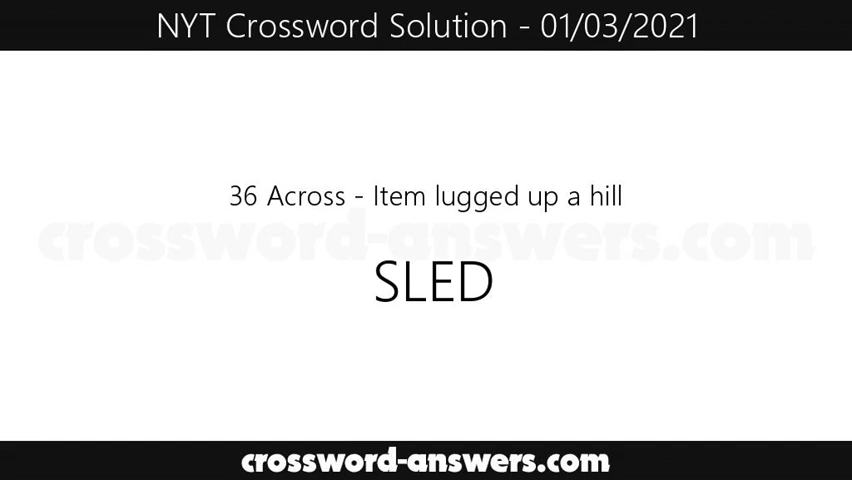 NYT Crossword Solution - 01/03/2021
36 Across - Item lugged up a hill
crossword-answers.com
SLED
crossword-answers.com